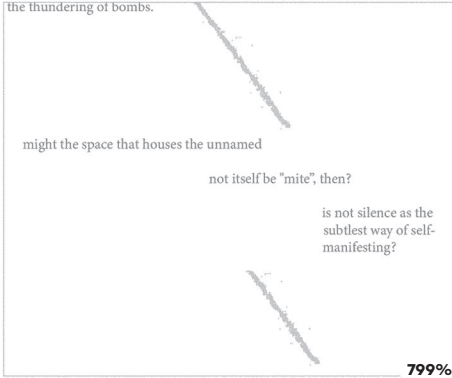 the thundering of bombs.
might the space that houses the unnamed
not itself be "mite”, then?
is not silence as the
subtlest way of self-
manifesting?
799%